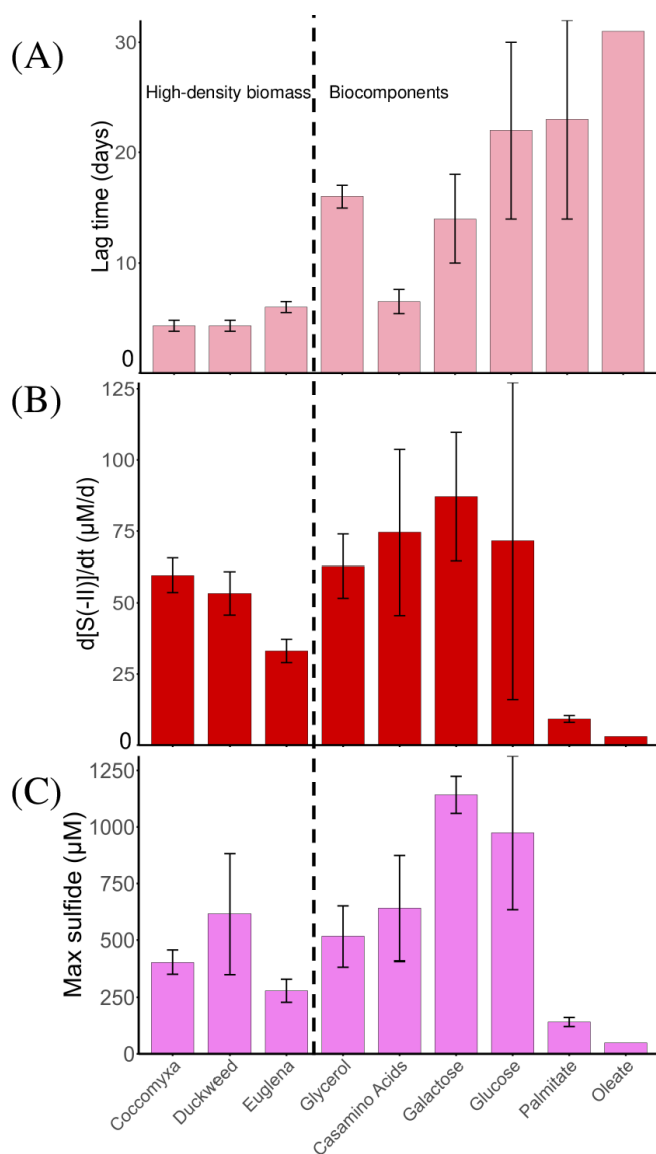 (A)
High-density biomass
Biocomponents
Lag time (days)
30
20
10
0
(B)
d[S(-II)]/dt (μM/d)
125
100
75
50
25
0
(C)
Max sulfide (μM)
1250
1000
750
500
250
0
Coccomyxa
Duckweed
Euglena
Glycerol
Casamino Acids
Galactose
Glucose
Palmitate
Oleate